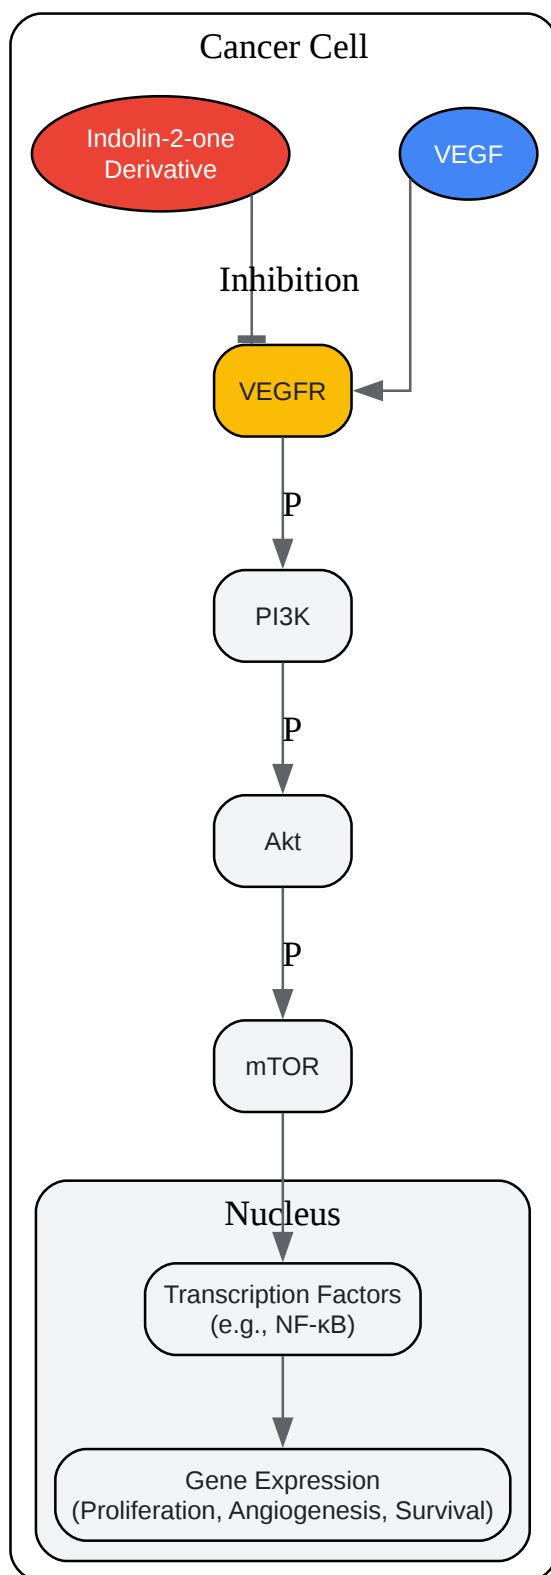 Cancer Cell
Indolin-2-one
Derivative
VEGF
Inhibition
VEGFR
P
PI3K
P
Akt
P
mTOR
Nucleus
Transcription Factors
(e.g., NF-κB)
Gene Expression
(Proliferation, Angiogenesis, Survival)